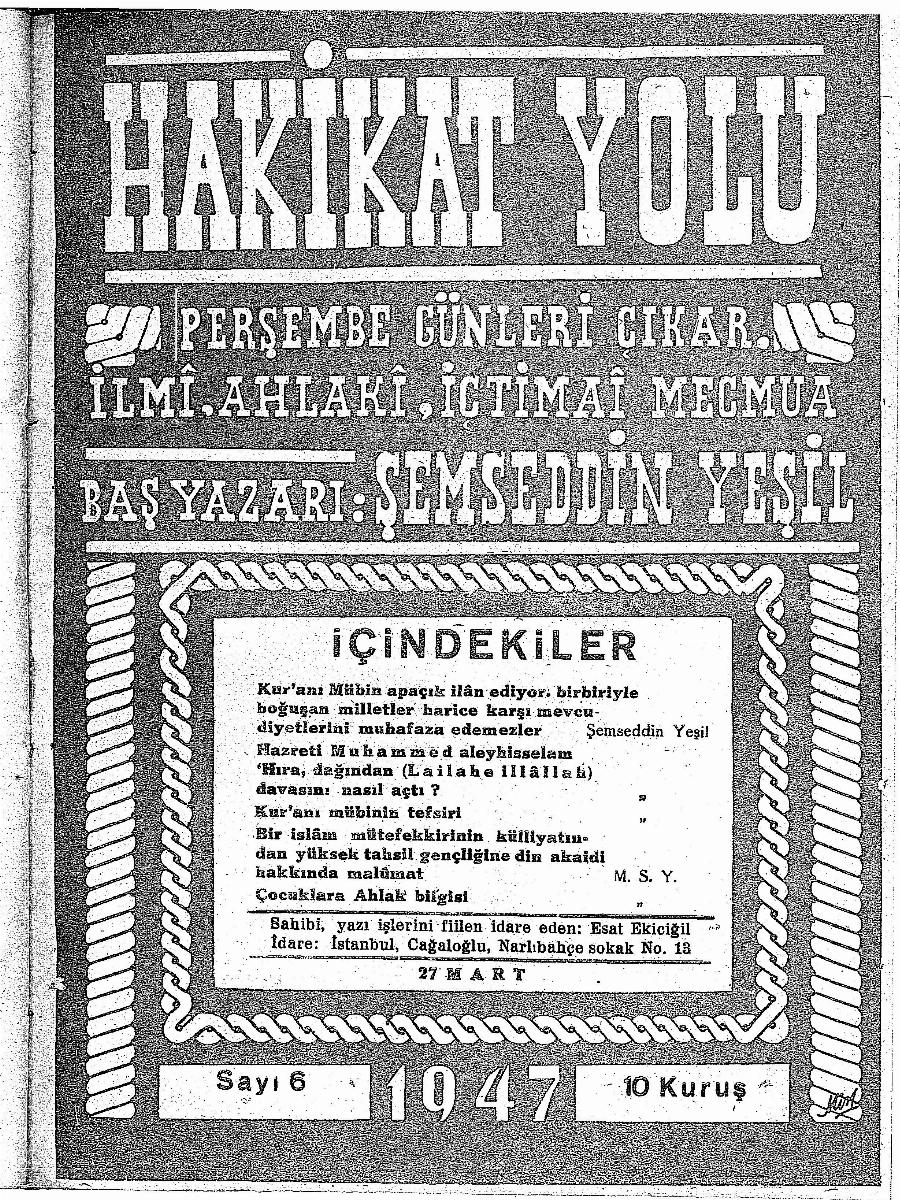 HAKİKAT YOLU
PERŞEMBE GÜNLERİ ÇIKAR.
İLMÎ, AHLAKÎ, İÇTİMAÎ MECMUA
BAŞ YAZARI: ŞEMSEDDİN YEŞİL
İÇİNDEKİLER
Kur'anı Mübin apaçık ilân ediyor: birbiriyle
boğuşan milletler harice karşı mevcu-
diyetlerini muhafaza edemezler Şemseddin Yeşil
Hazreti Muhammed aleyhisselam
'Hıra, dağından (Lailahe illâllah)
davasını nasıl açtı ? „
Kur'anı mübinin tefsiri „
Bir islâm mütefekkirinin külliyatın-
dan yüksek tahsil gençliğine din akaidi
hakkında malûmat M. S. Y.
Çocuklara Ahlak bilgisi „
Sahibi, yazı işlerini fiilen idare eden: Esat Ekiciğil
İdare: İstanbul, Cağaloğlu, Narlıbahçe sokak No. 13
27 MART
Sayı 6 1947 10 Kuruş